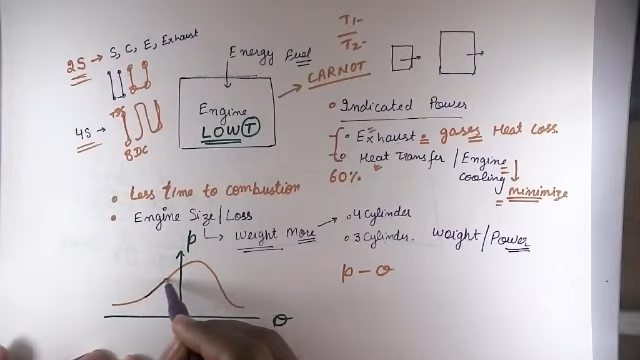 2S → S, C, E, Exhaust
4S →
TDC
BDC
Energy Fuel
Engine
LOW T
CARNOT
T1-
T2-
• Indicated Power
• Exhaust = gases Heat Loss
• Heat Transfer / Engine
cooling
60%
minimize
• Less time to combustion
• Engine Size/Loss
Weight More
• 4 Cylinder
• 3 Cylinder.
Weight/Power
P
P - θ
θ